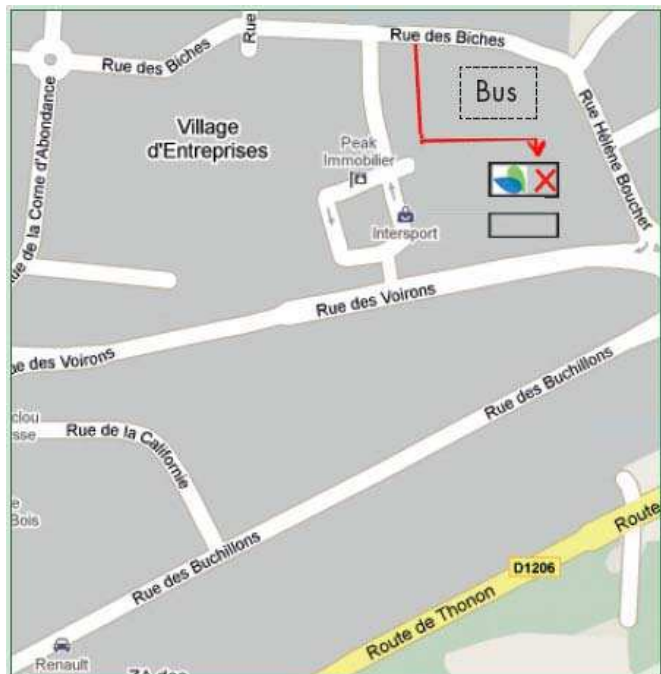 Rue
Rue des Biches
Rue des Biches
Bus
Rue Hélène Boucher
Village
d'Entreprises
Peak
Immobilier
Rue de la Corne d'Abondance
Intersport
Rue des Voirons
Rue des Voirons
Rue des Buchillons
Rue de la Californie
Bois
Route
D1206
Rue des Buchillons
Route de Thonon
Renault